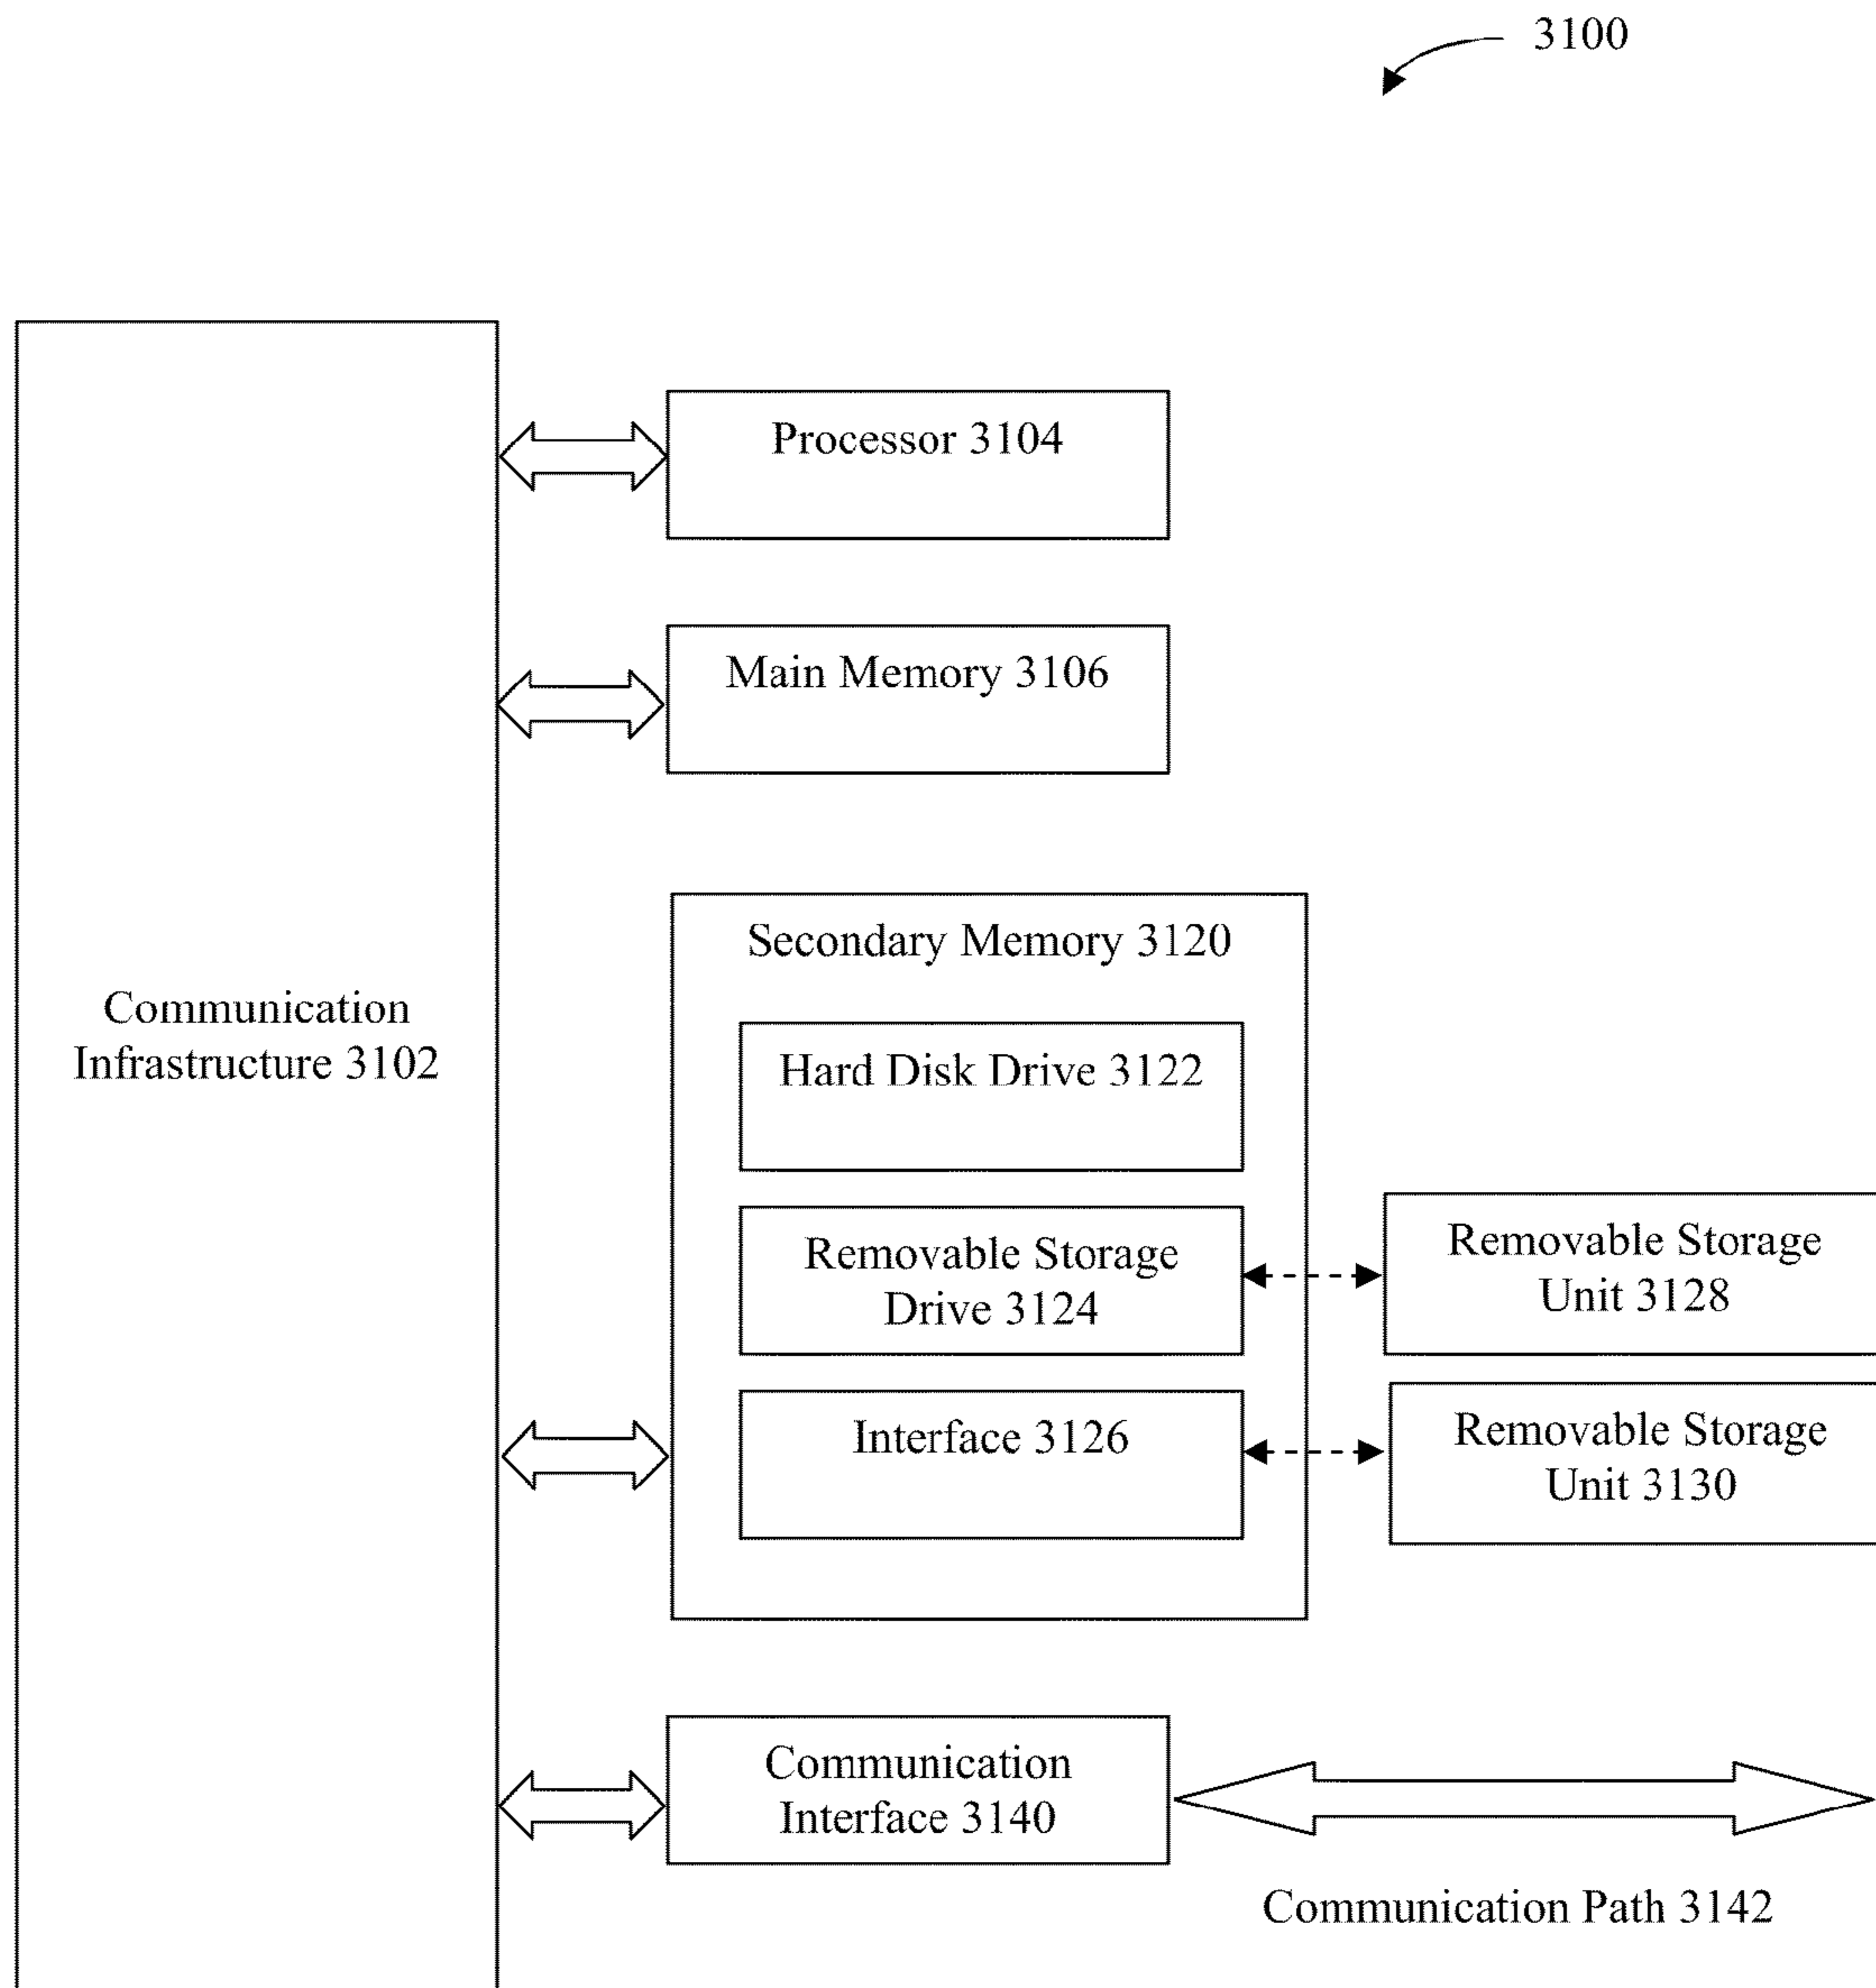 3100
Processor 3104
Main Memory 3106
Secondary Memory 3120
Communication
Infrastructure 3102
Hard Disk Drive 3122
Removable Storage
Drive 3124
Removable Storage
Unit 3128
Interface 3126
Removable Storage
Unit 3130
Communication
Interface 3140
Communication Path 3142